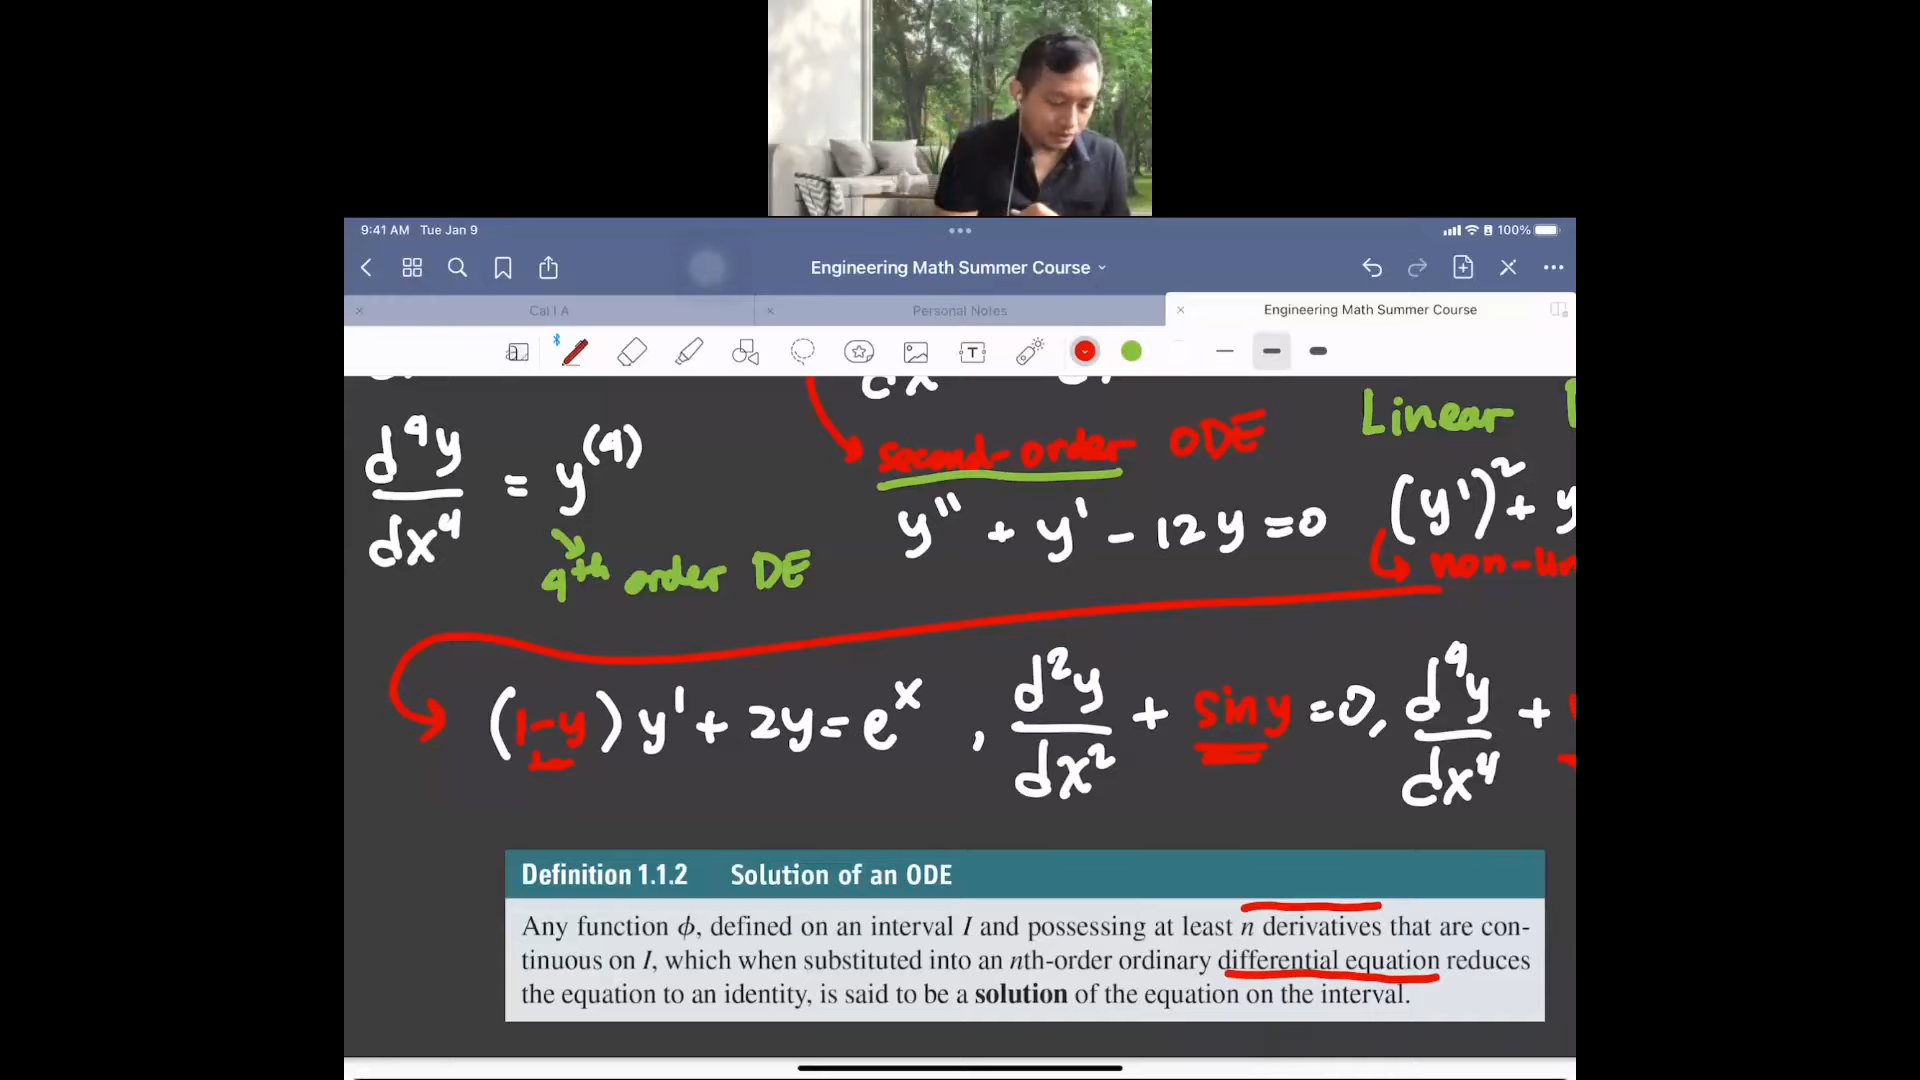 9:41 AM Tue Jan 9
100%
Engineering Math Summer Course
Cal I A
Personal Notes
Engineering Math Summer Course
Linear
d⁴y/dx⁴ = y⁽⁴⁾
4th order DE
second-order ODE
y'' + y' - 12y = 0
(y')² + y
non-lin
(1-y) y' + 2y = eˣ , d²y/dx² + sin y = 0, d⁴y/dx⁴ +
Definition 1.1.2 Solution of an ODE
Any function ϕ, defined on an interval I and possessing at least n derivatives that are con-
tinuous on I, which when substituted into an nth-order ordinary differential equation reduces
the equation to an identity, is said to be a solution of the equation on the interval.